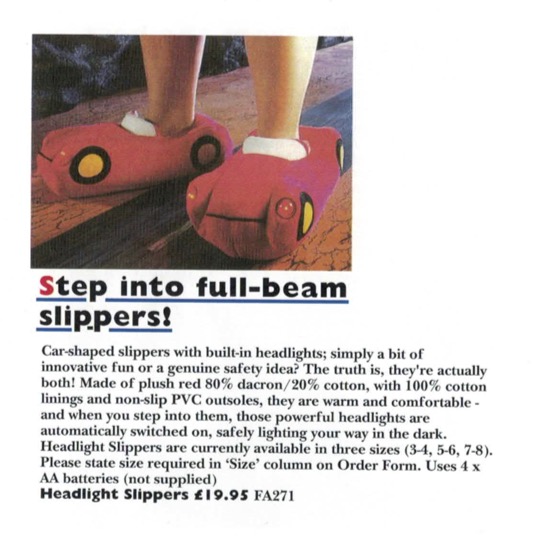 Step into full-beam
slippers!
Car-shaped slippers with built-in headlights; simply a bit of
innovative fun or a genuine safety idea? The truth is, they're actually
both! Made of plush red 80% dacron/20% cotton, with 100% cotton
linings and non-slip PVC outsoles, they are warm and comfortable -
and when you step into them, those powerful headlights are
automatically switched on, safely lighting your way in the dark.
Headlight Slippers are currently available in three sizes (3-4, 5-6, 7-8).
Please state size required in ‘Size’ column on Order Form. Uses 4 x
AA batteries (not supplied)
Headlight Slippers £19.95 FA271